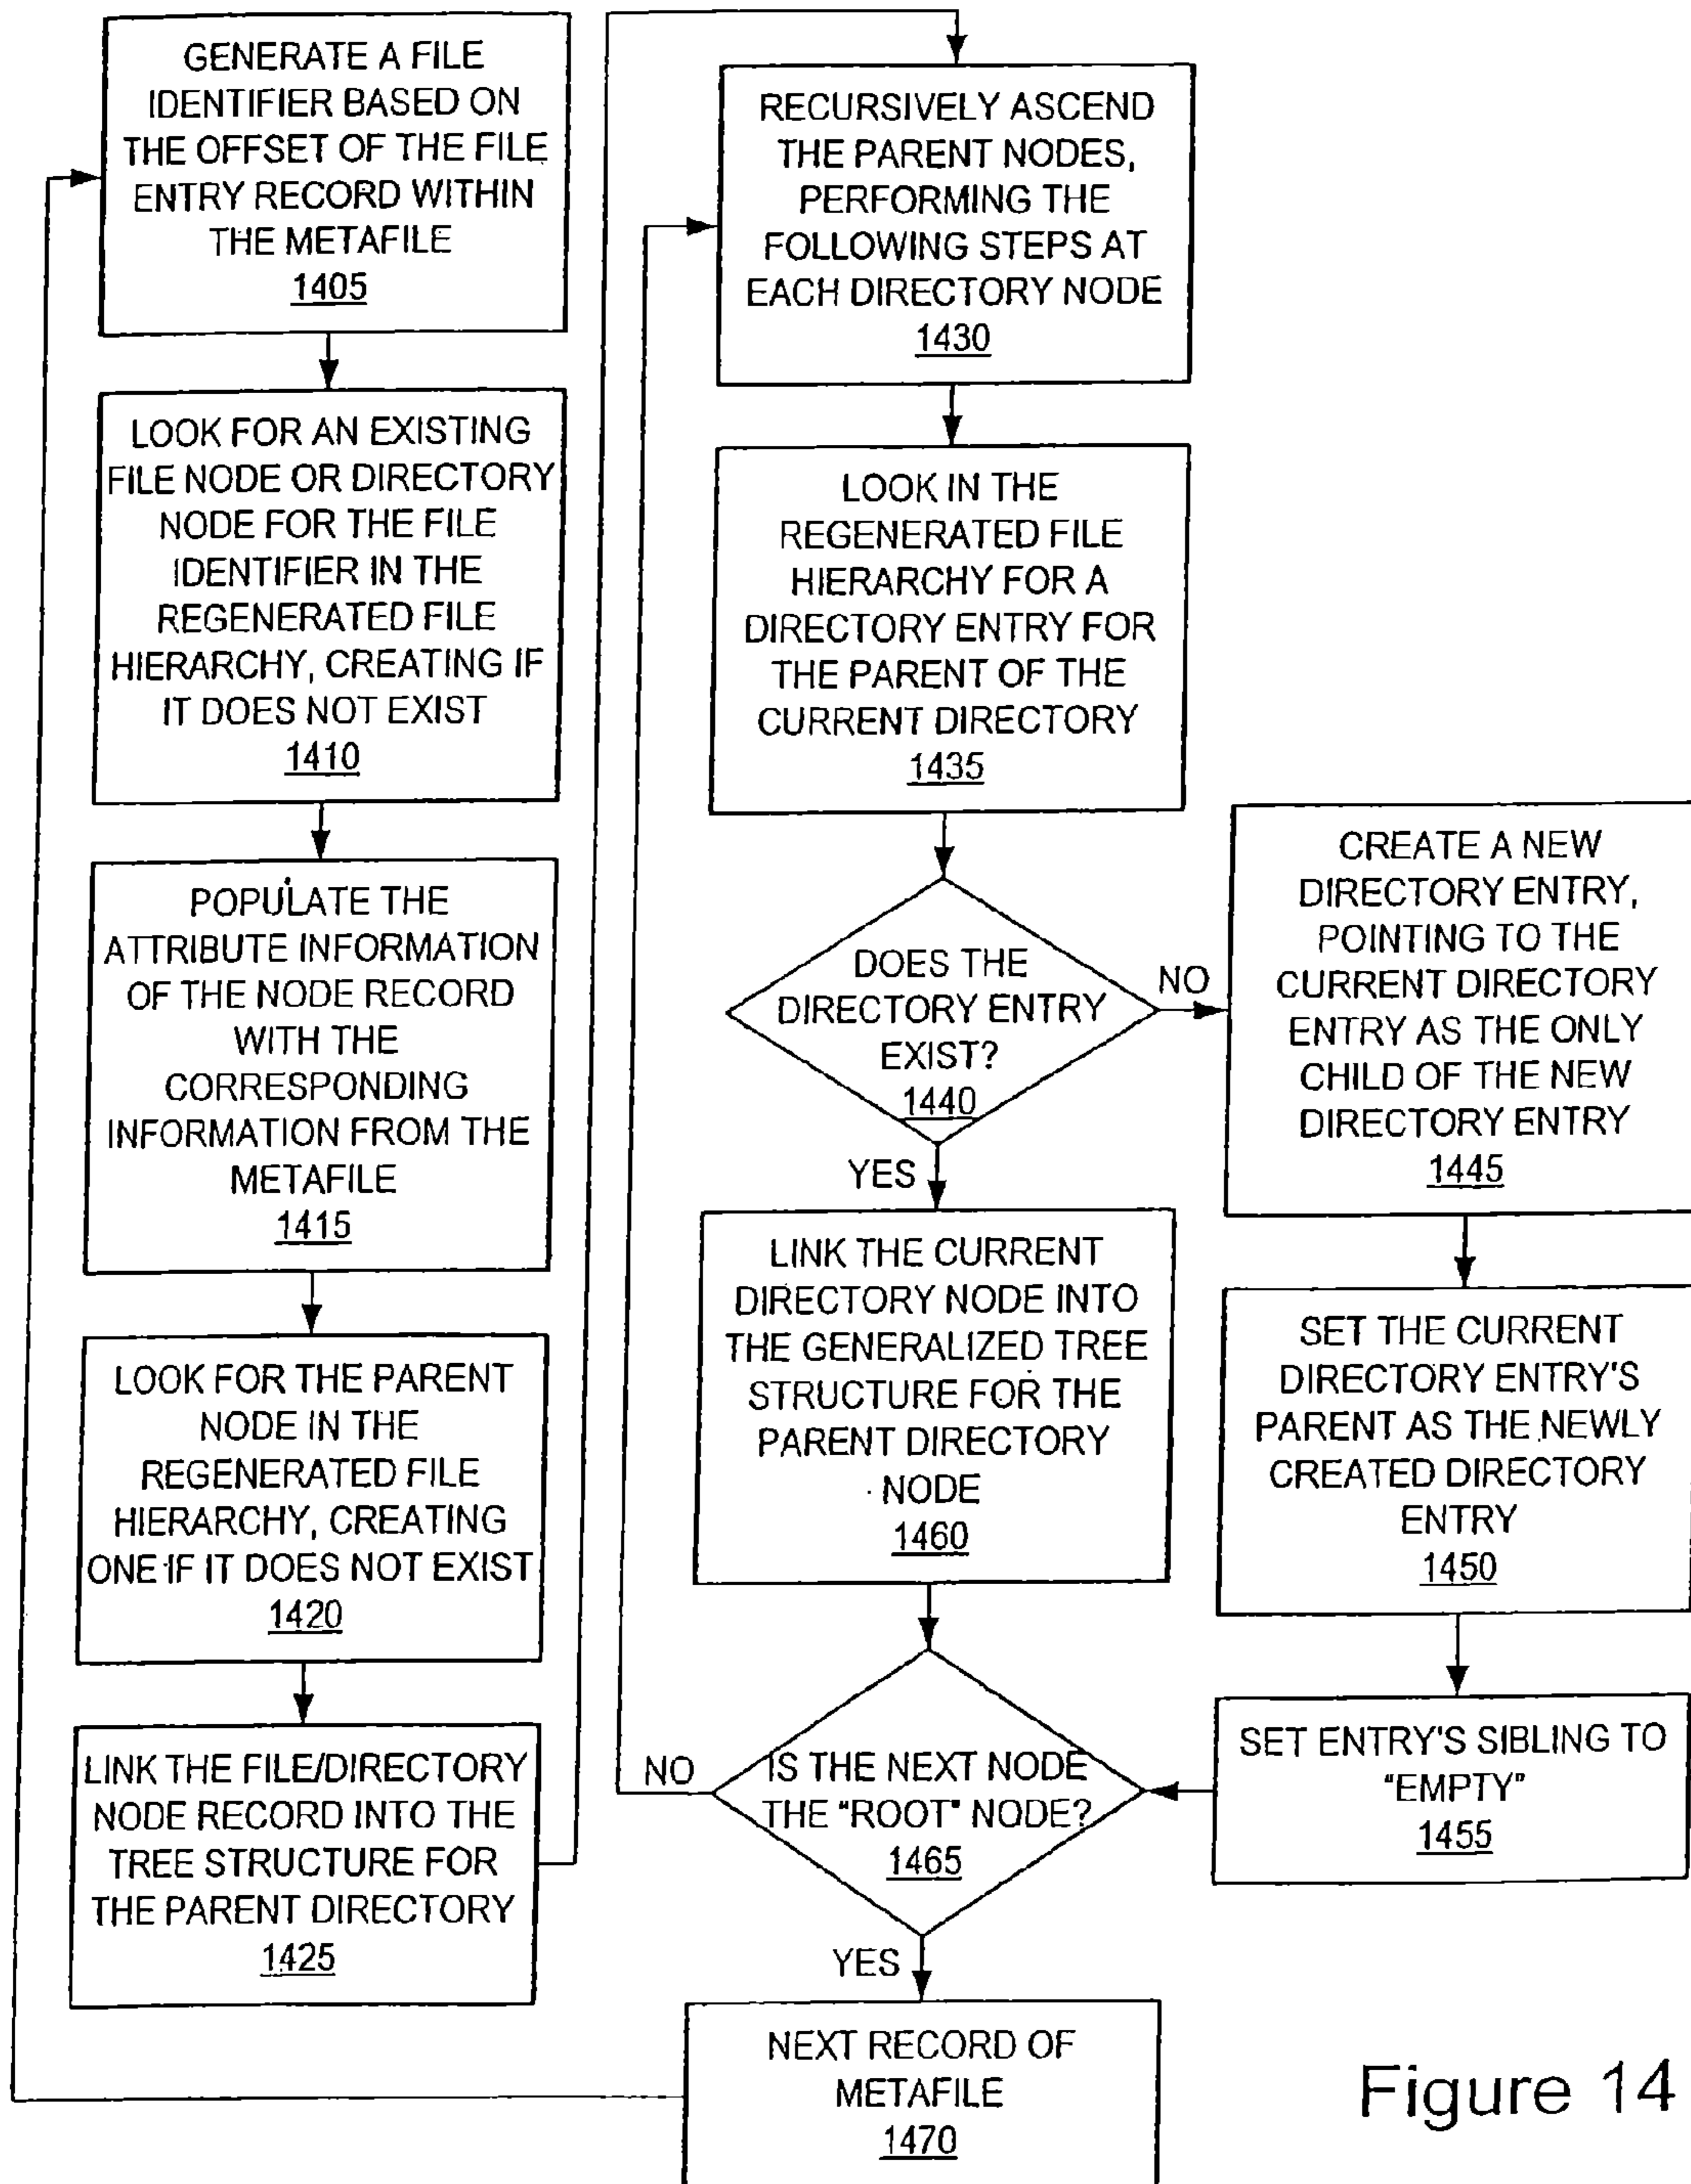 GENERATE A FILE
IDENTIFIER BASED ON
THE OFFSET OF THE FILE
ENTRY RECORD WITHIN
THE METAFILE
1405
LOOK FOR AN EXISTING
FILE NODE OR DIRECTORY
NODE FOR THE FILE
IDENTIFIER IN THE
REGENERATED FILE
HIERARCHY, CREATING IF
IT DOES NOT EXIST
1410
POPULATE THE
ATTRIBUTE INFORMATION
OF THE NODE RECORD
WITH THE
CORRESPONDING
INFORMATION FROM THE
METAFILE
1415
LOOK FOR THE PARENT
NODE IN THE
REGENERATED FILE
HIERARCHY, CREATING
ONE IF IT DOES NOT EXIST
1420
LINK THE FILE/DIRECTORY
NODE RECORD INTO THE
TREE STRUCTURE FOR
THE PARENT DIRECTORY
1425
RECURSIVELY ASCEND
THE PARENT NODES,
PERFORMING THE
FOLLOWING STEPS AT
EACH DIRECTORY NODE
1430
LOOK IN THE
REGENERATED FILE
HIERARCHY FOR A
DIRECTORY ENTRY FOR
THE PARENT OF THE
CURRENT DIRECTORY
1435
DOES THE
DIRECTORY ENTRY
EXIST?
1440
NO
YES
CREATE A NEW
DIRECTORY ENTRY,
POINTING TO THE
CURRENT DIRECTORY
ENTRY AS THE ONLY
CHILD OF THE NEW
DIRECTORY ENTRY
1445
SET THE CURRENT
DIRECTORY ENTRY'S
PARENT AS THE NEWLY
CREATED DIRECTORY
ENTRY
1450
SET ENTRY'S SIBLING TO
"EMPTY"
1455
LINK THE CURRENT
DIRECTORY NODE INTO
THE GENERALIZED TREE
STRUCTURE FOR THE
PARENT DIRECTORY
NODE
1460
IS THE NEXT NODE
THE "ROOT" NODE?
1465
NO
YES
NEXT RECORD OF
METAFILE
1470
Figure 14